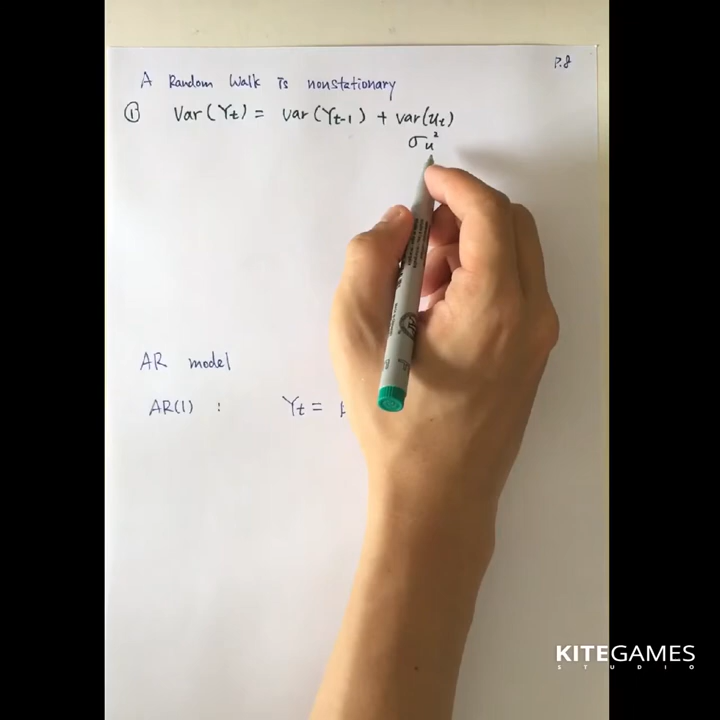 P.8
A Random Walk is nonstationary
① Var(Yt) = var(Yt-1) + var(ut)
σu²
AR model
AR(1) : Yt =
KITEGAMES
STUDIO